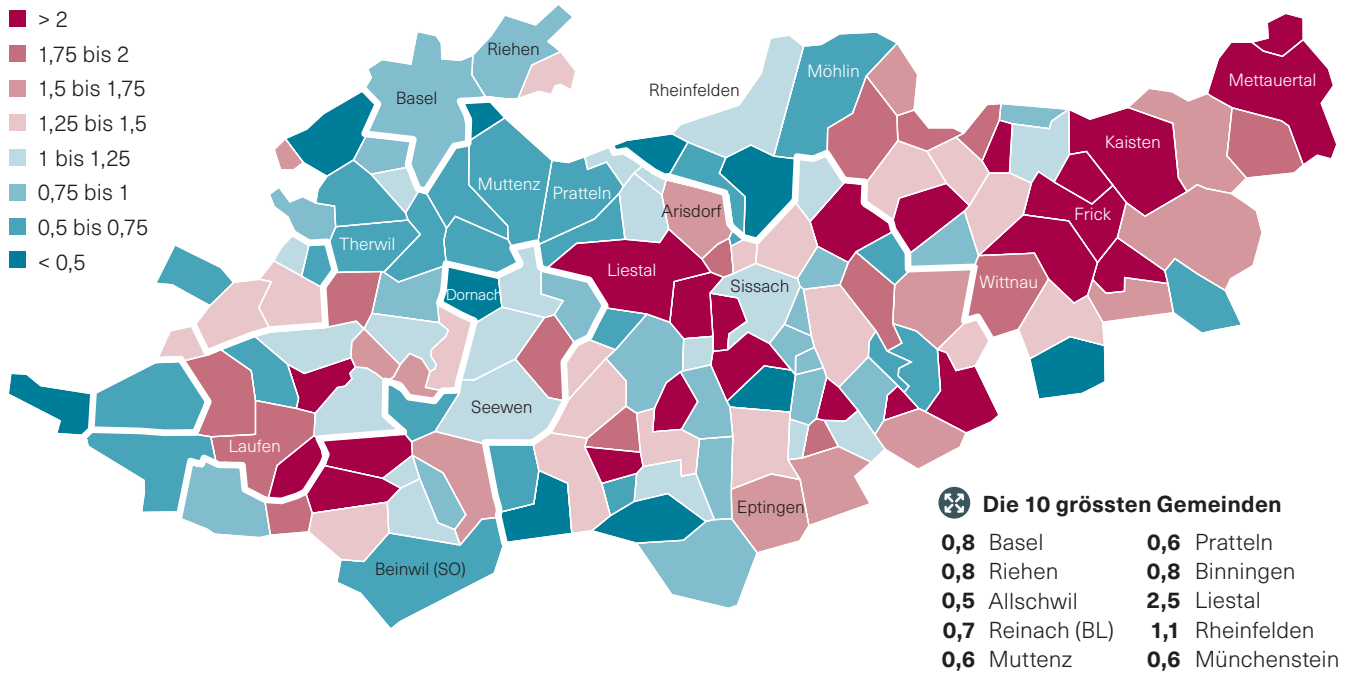 > 2
1,75 bis 2
1,5 bis 1,75
1,25 bis 1,5
1 bis 1,25
0,75 bis 1
0,5 bis 0,75
< 0,5
Riehen
Basel
Rheinfelden
Möhlin
Mettauertal
Kaisten
Muttenz
Pratteln
Arisdorf
Frick
Therwil
Liestal
Sissach
Wittnau
Dornach
Seewen
Laufen
Eptingen
Beinwil (SO)
Die 10 grössten Gemeinden
0,8 Basel
0,8 Riehen
0,5 Allschwil
0,7 Reinach (BL)
0,6 Muttenz
0,6 Pratteln
0,8 Binningen
2,5 Liestal
1,1 Rheinfelden
0,6 Münchenstein